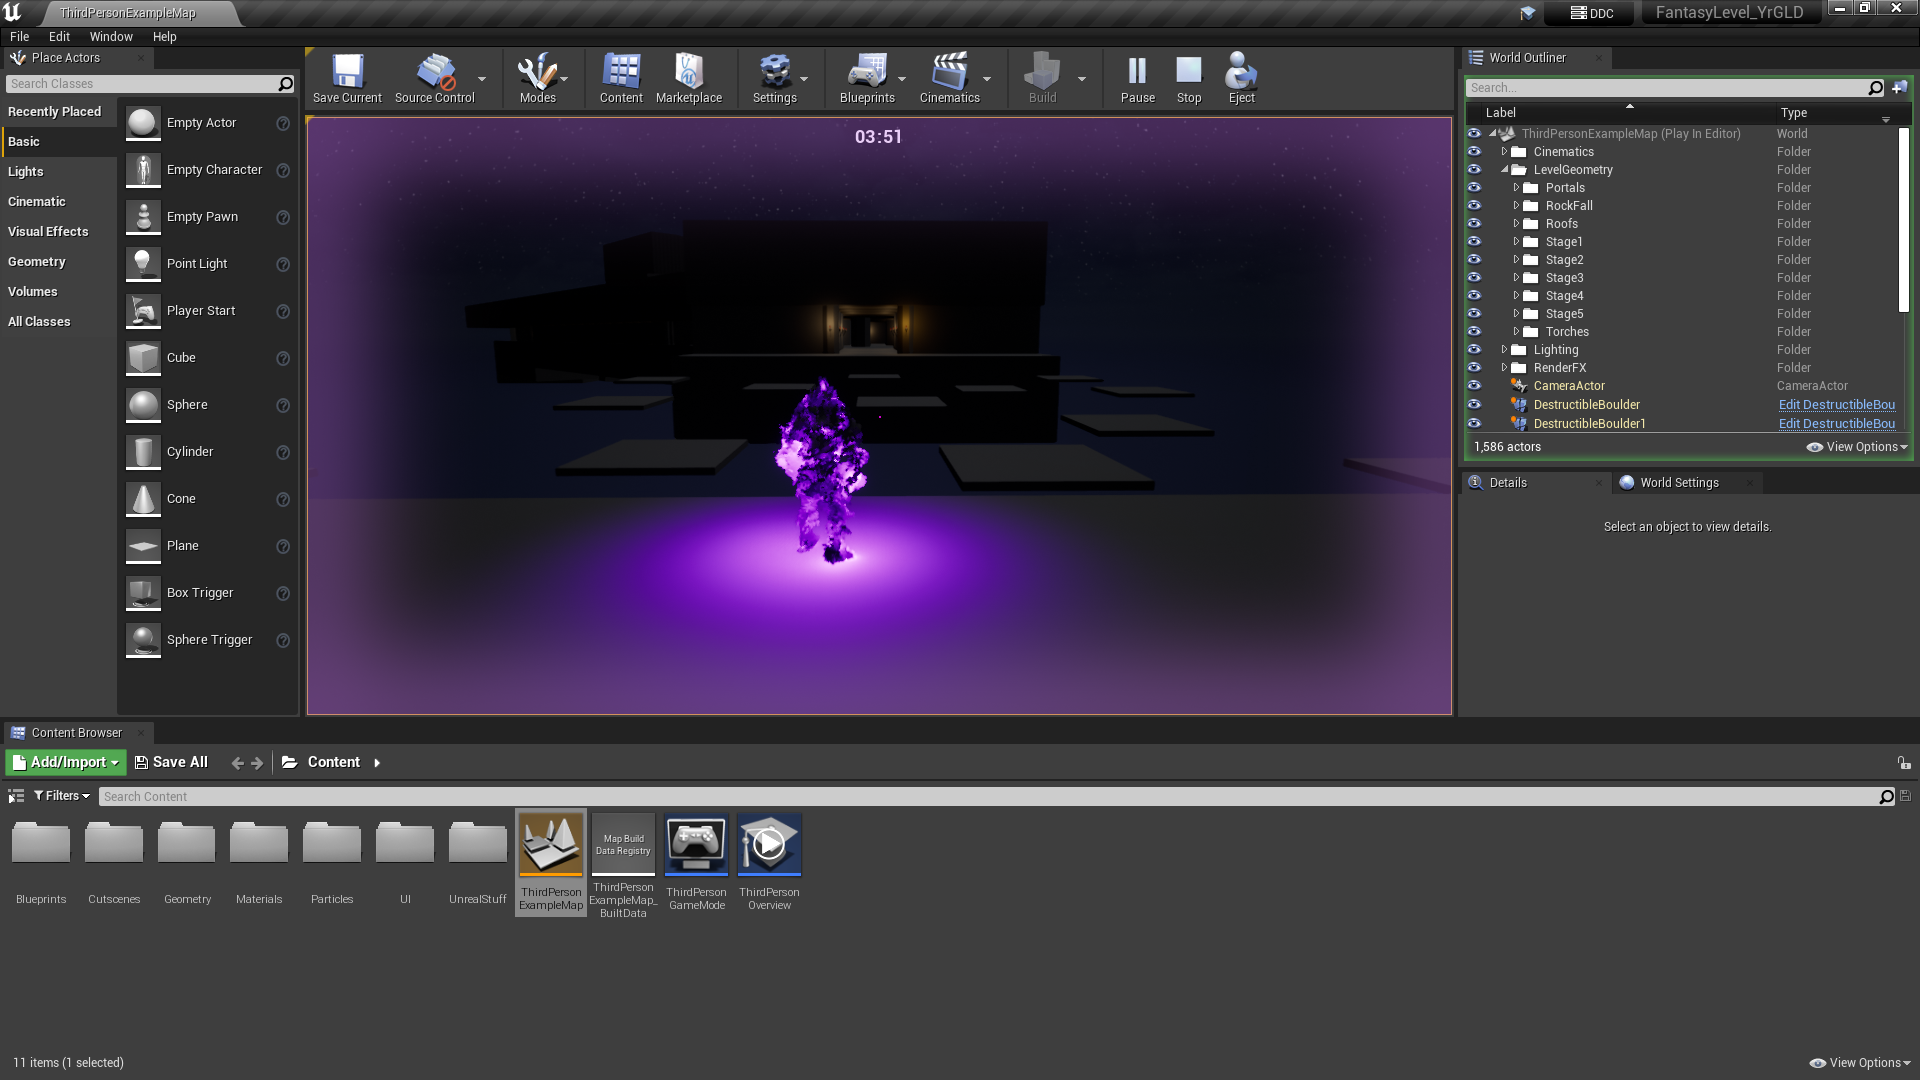 ThirdPersonExampleMap
DDC
FantasyLevel_YrGLD
File Edit Window Help
Place Actors
Search Classes
Recently Placed
Basic
Lights
Cinematic
Visual Effects
Geometry
Volumes
All Classes
Empty Actor
Empty Character
Empty Pawn
Point Light
Player Start
Cube
Sphere
Cylinder
Cone
Plane
Box Trigger
Sphere Trigger
Save Current
Source Control
Modes
Content
Marketplace
Settings
Blueprints
Cinematics
Build
Pause
Stop
Eject
03:51
World Outliner
Search...
Label Type
ThirdPersonExampleMap (Play In Editor) World
Cinematics Folder
LevelGeometry Folder
Portals Folder
RockFall Folder
Roofs Folder
Stage1 Folder
Stage2 Folder
Stage3 Folder
Stage4 Folder
Stage5 Folder
Torches Folder
Lighting Folder
RenderFX Folder
CameraActor CameraActor
DestructibleBoulder Edit DestructibleBou
DestructibleBoulder1 Edit DestructibleBou
1,586 actors View Options
Details World Settings
Select an object to view details.
Content Browser
Add/Import Save All Content
Filters Search Content
Blueprints
Cutscenes
Geometry
Materials
Particles
UI
UnrealStuff
ThirdPerson
ExampleMap
Map Build
Data Registry
ThirdPerson
ExampleMap_
BuiltData
ThirdPerson
GameMode
ThirdPerson
Overview
11 items (1 selected) View Options